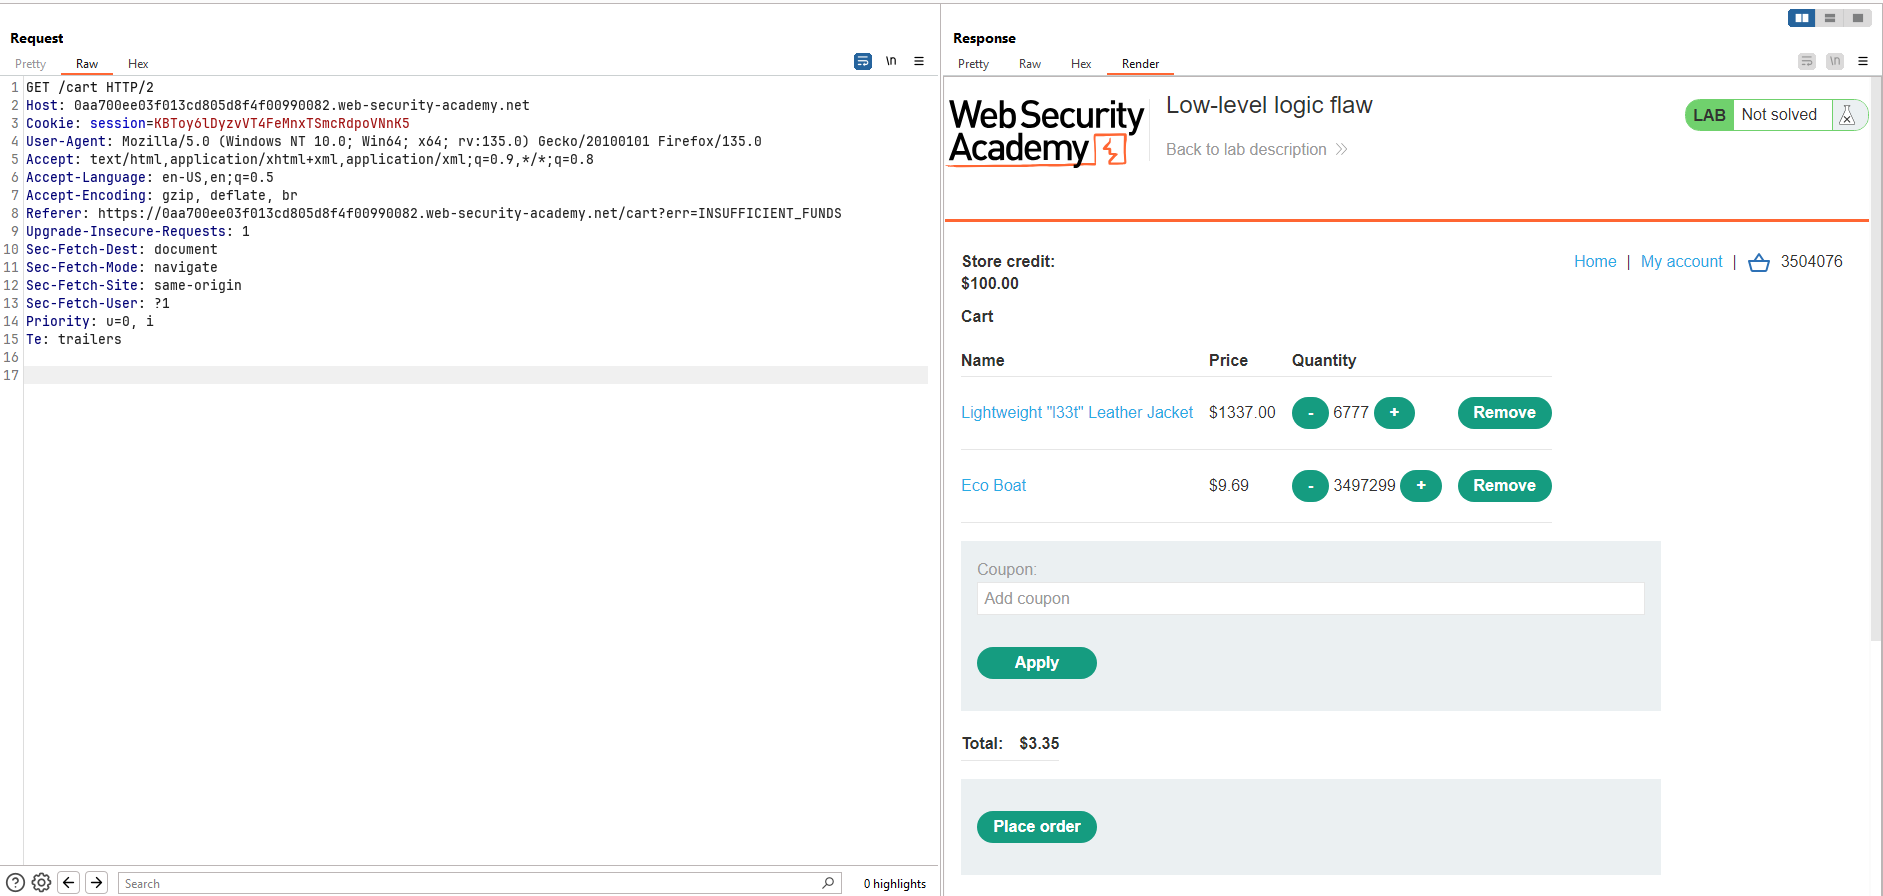 Request
Pretty Raw Hex
\n
1 GET /cart HTTP/2
2 Host: 0aa700ee03f013cd805d8f4f00990082.web-security-academy.net
3 Cookie: session=KBToy6lDyzvVT4FeMnxTSmcRdpoVNnK5
4 User-Agent: Mozilla/5.0 (Windows NT 10.0; Win64; x64; rv:135.0) Gecko/20100101 Firefox/135.0
5 Accept: text/html,application/xhtml+xml,application/xml;q=0.9,*/*;q=0.8
6 Accept-Language: en-US,en;q=0.5
7 Accept-Encoding: gzip, deflate, br
8 Referer: https://0aa700ee03f013cd805d8f4f00990082.web-security-academy.net/cart?err=INSUFFICIENT_FUNDS
9 Upgrade-Insecure-Requests: 1
10 Sec-Fetch-Dest: document
11 Sec-Fetch-Mode: navigate
12 Sec-Fetch-Site: same-origin
13 Sec-Fetch-User: ?1
14 Priority: u=0, i
15 Te: trailers
16
17
Search
0 highlights
Response
Pretty Raw Hex Render
\n
Web Security
Academy
Low-level logic flaw
Back to lab description
LAB Not solved
Store credit:
$100.00
Home | My account | 3504076
Cart
Name Price Quantity
Lightweight "l33t" Leather Jacket $1337.00 - 6777 + Remove
Eco Boat $9.69 - 3497299 + Remove
Coupon:
Add coupon
Apply
Total: $3.35
Place order